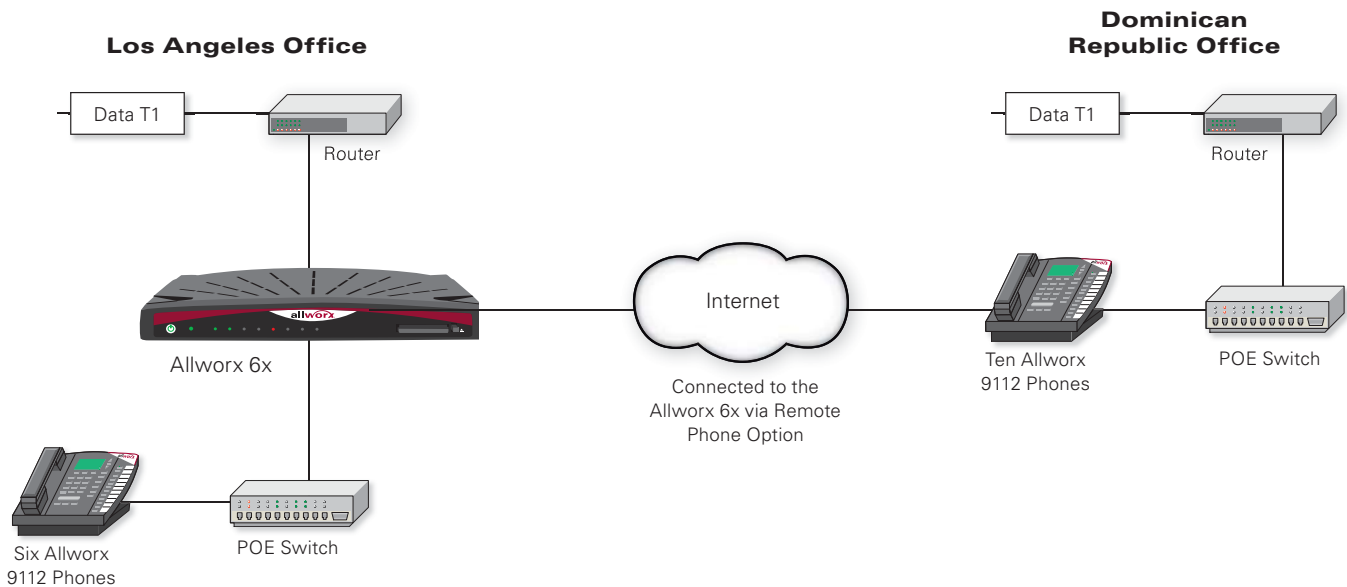 Los Angeles Office
Data T1
Router
allworx
Allworx 6x
Six Allworx
9112 Phones
POE Switch
Internet
Connected to the
Allworx 6x via Remote
Phone Option
Dominican
Republic Office
Data T1
Router
Ten Allworx
9112 Phones
POE Switch